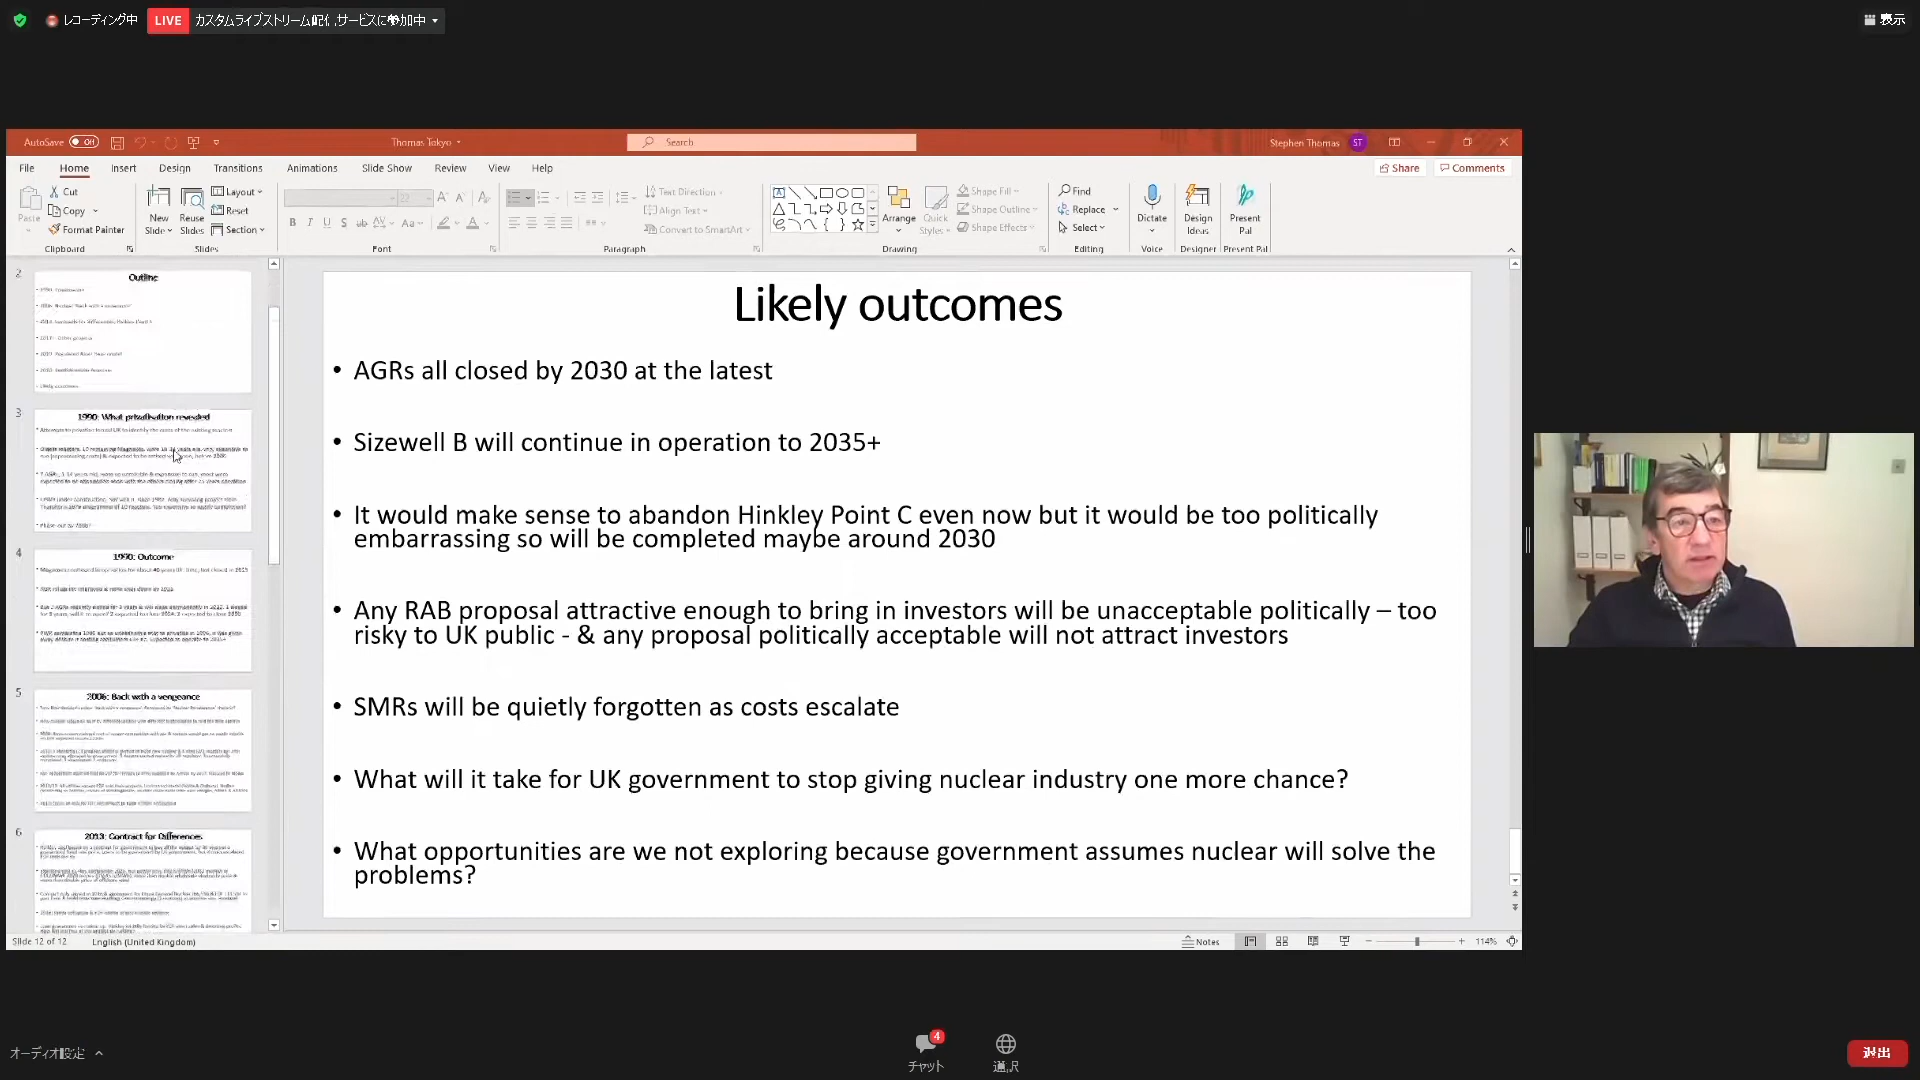 レコーディング中
LIVE
カスタムライブストリーム配信 サービスに参加中
表示
AutoSave Off
Thomas Tokyo
Search
Stephen Thomas ST
File Home Insert Design Transitions Animations Slide Show Review View Help
Share Comments
Paste
Cut
Copy
Format Painter
Clipboard
New Slide
Reuse Slides
Layout
Reset
Section
Slides
22
Font
Text Direction
Align Text
Convert to SmartArt
Paragraph
Arrange
Quick Styles
Shape Fill
Shape Outline
Shape Effects
Drawing
Find
Replace
Select
Editing
Dictate
Voice
Design Ideas
Designer
Present Pal
Present Pal
2
Outline
3
1990: What privatisation revealed
4
1990: Outcome
5
2006: Back with a vengeance
6
2013: Contract for Differences
Likely outcomes
• AGRs all closed by 2030 at the latest
• Sizewell B will continue in operation to 2035+
• It would make sense to abandon Hinkley Point C even now but it would be too politically
embarrassing so will be completed maybe around 2030
• Any RAB proposal attractive enough to bring in investors will be unacceptable politically – too
risky to UK public - & any proposal politically acceptable will not attract investors
• SMRs will be quietly forgotten as costs escalate
• What will it take for UK government to stop giving nuclear industry one more chance?
• What opportunities are we not exploring because government assumes nuclear will solve the
problems?
Slide 12 of 12
English (United Kingdom)
Notes
114%
オーディオ設定
4
チャット
通訳
退出